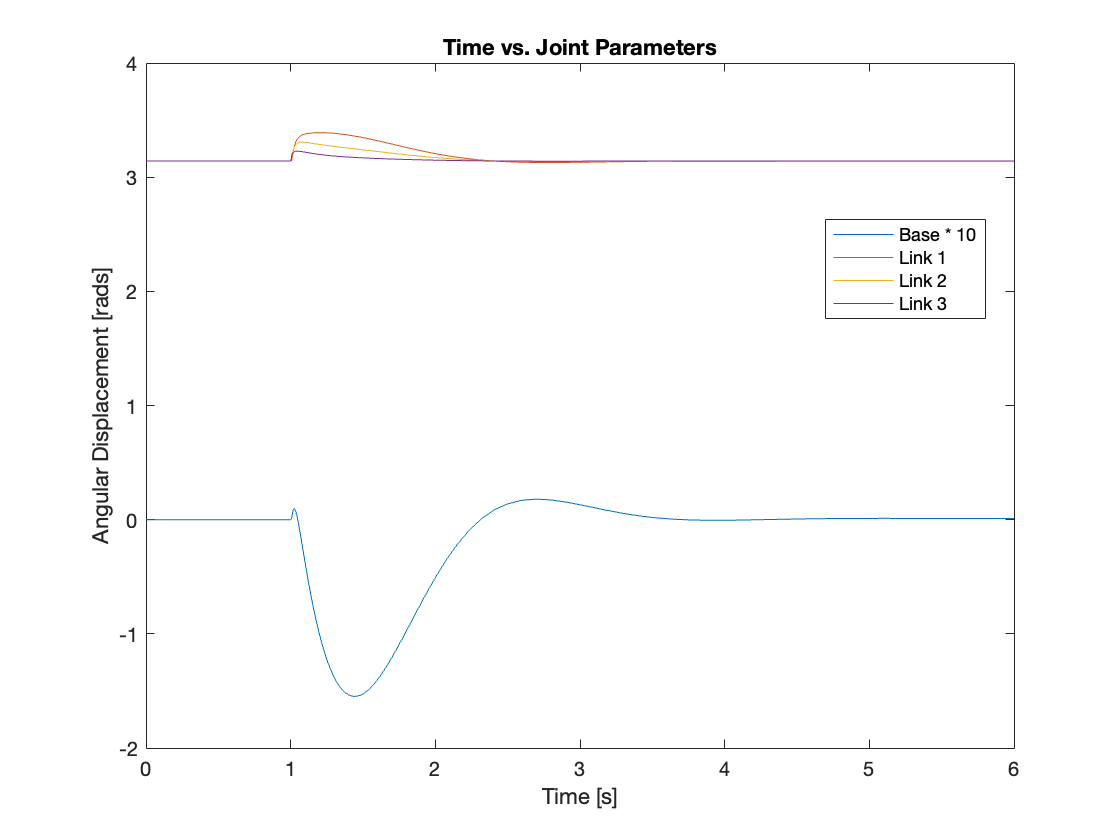 Time vs. Joint Parameters
4
3
2
1
0
-1
-2
Angular Displacement [rads]
Base * 10
Link 1
Link 2
Link 3
0 1 2 3 4 5 6
Time [s]